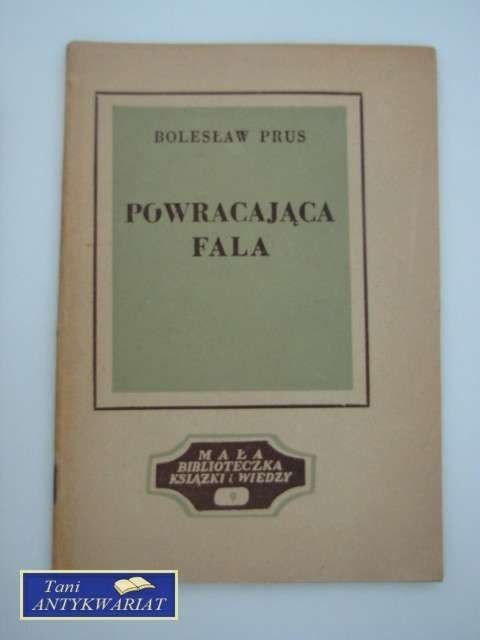 BOLESŁAW PRUS
POWRACAJĄCA
FALA
MAŁA
BIBLIOTECZKA
KSIĄŻKI i WIEDZY
9
Tani
ANTYKWARIAT